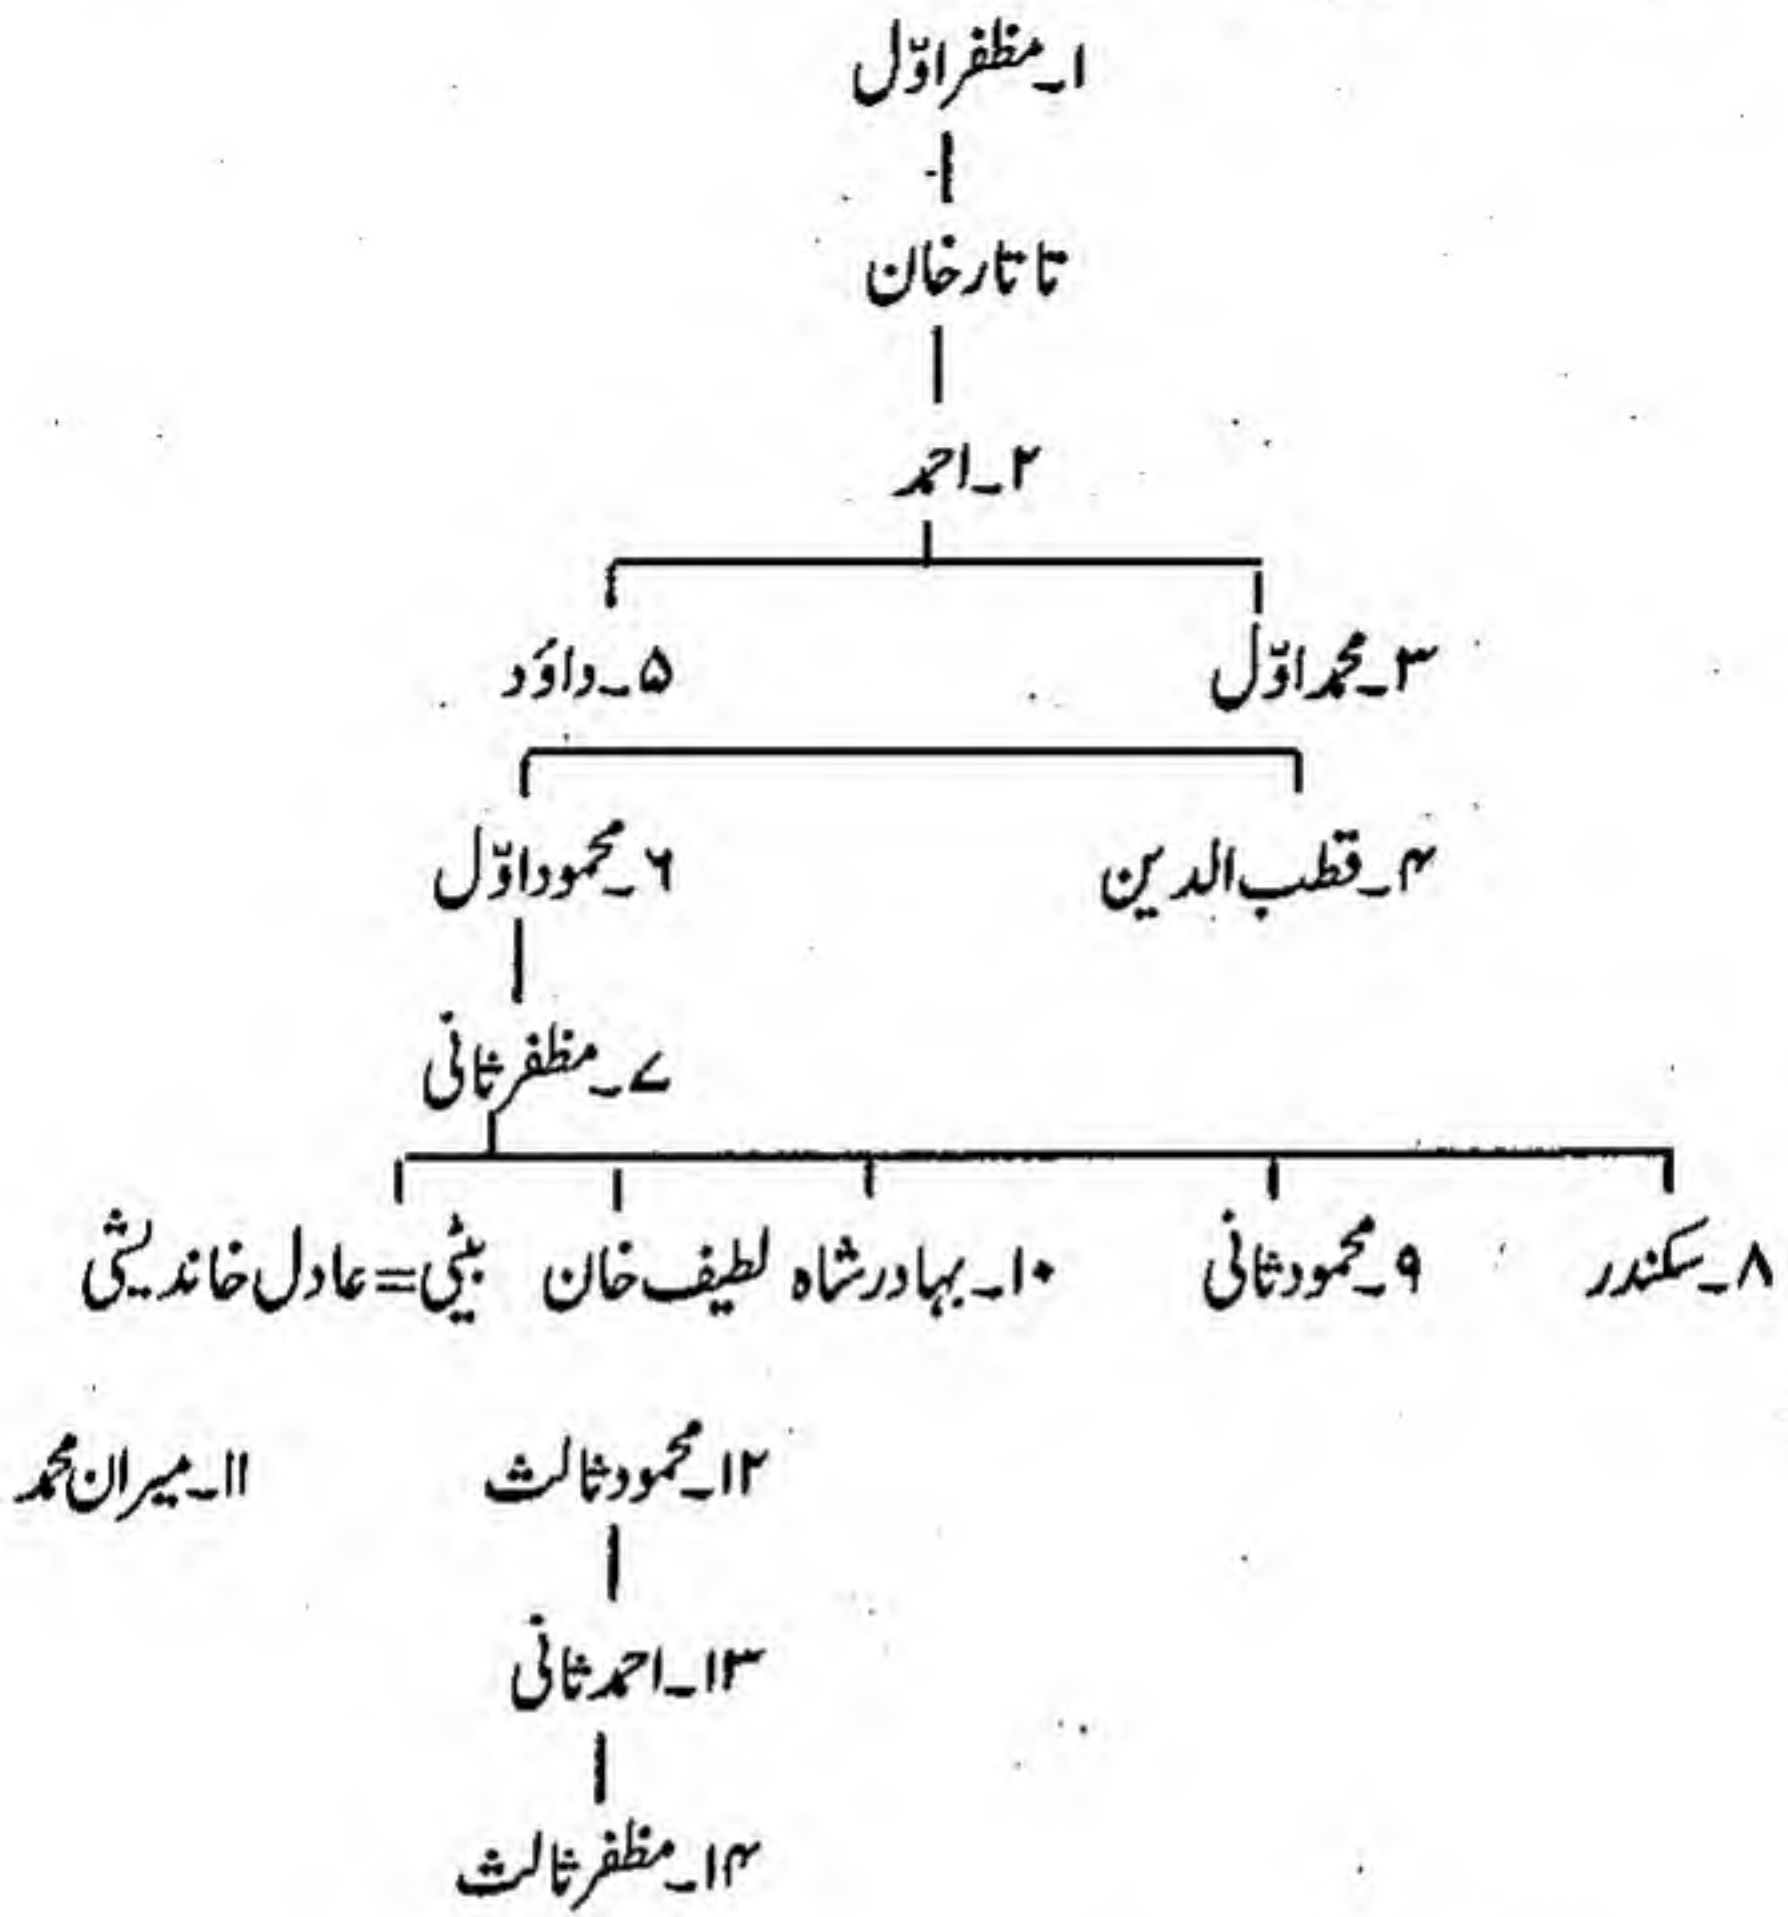 ۱۔مظفر اوّل
تاتار خان
۲۔احمد
۳۔محمد اوّل ۵۔داؤد
۴۔قطب الدین ۶۔محمود اوّل
۷۔مظفر ثانی
۸۔سکندر ۹۔محمود ثانی ۱۰۔بہادر شاہ لطیف خان بیٹی=عادل خاندیشی
۱۲۔محمود ثالث ۱۱۔میران محمد
۱۳۔احمد ثانی
۱۴۔مظفر ثالث